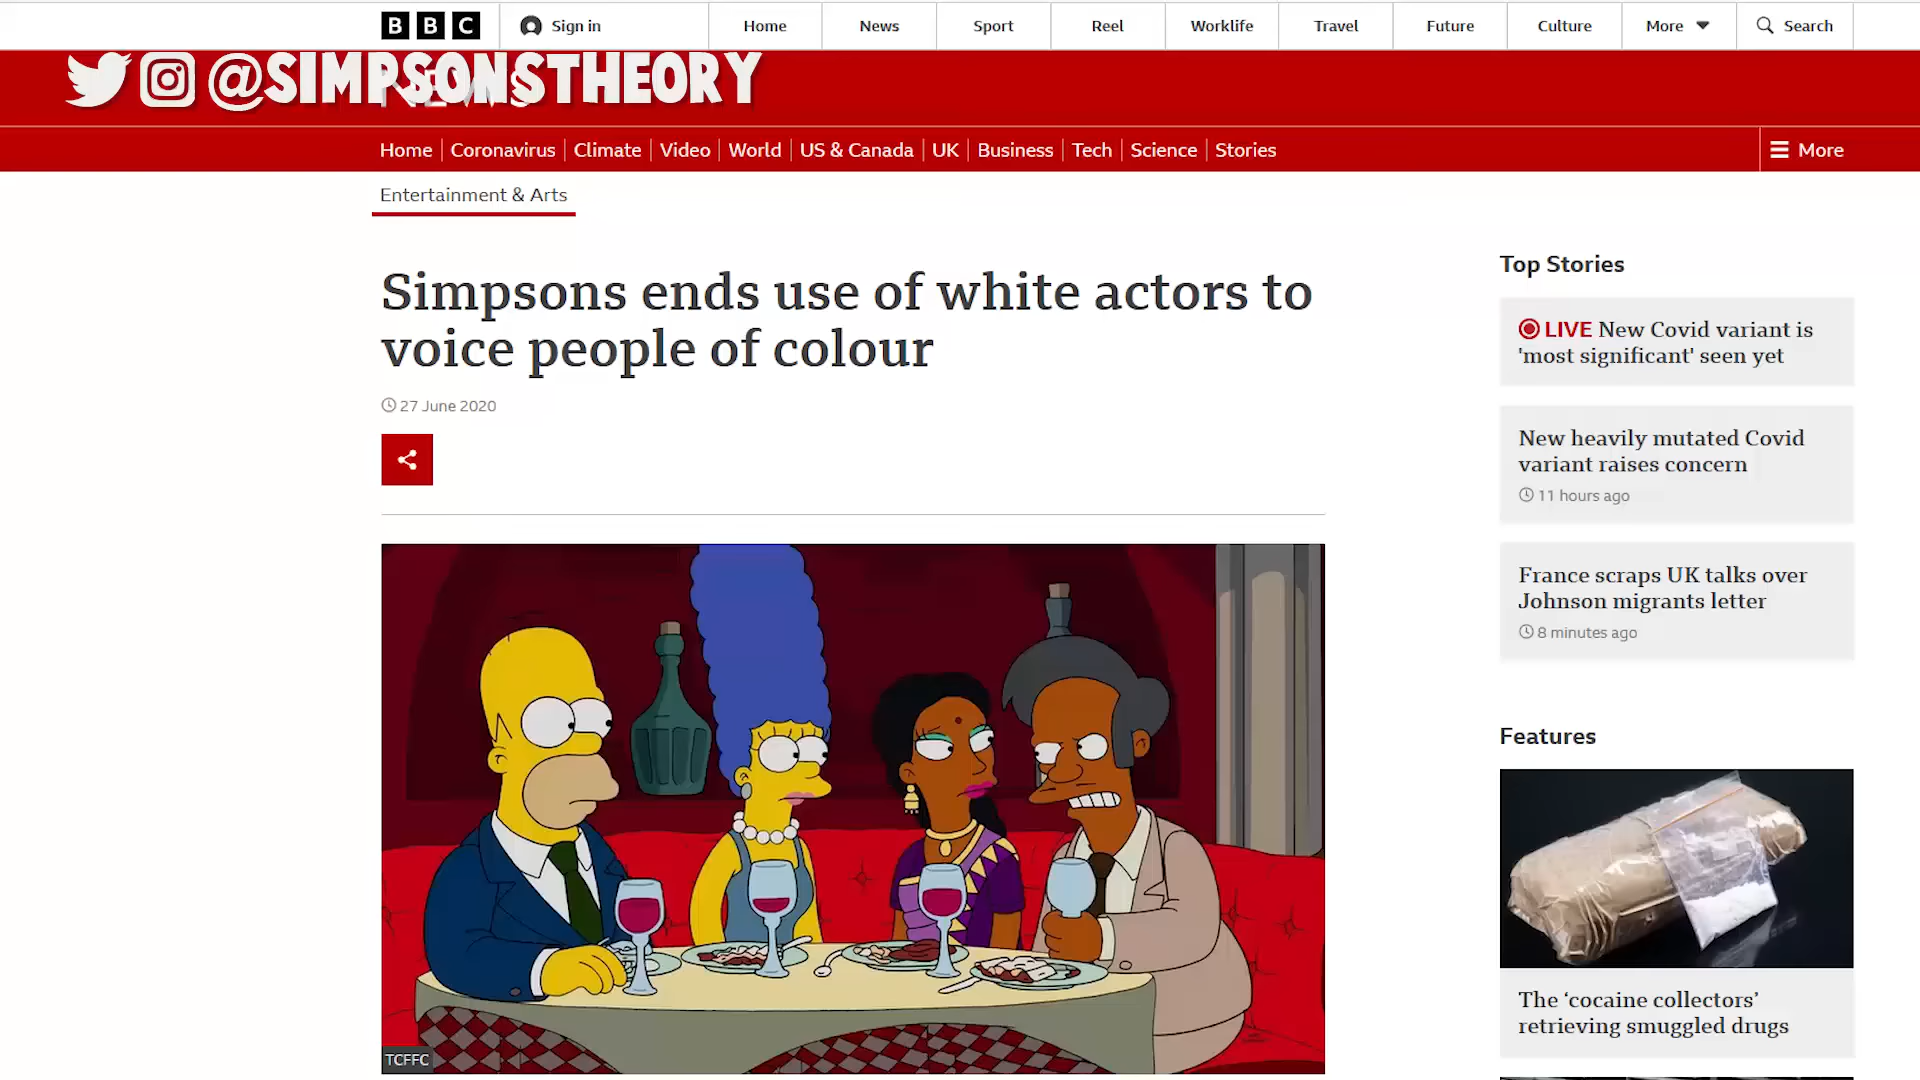 BBC
Sign in
Home
News
Sport
Reel
Worklife
Travel
Future
Culture
More
Search
@SIMPSONSTHEORY
NEWS
Home
Coronavirus
Climate
Video
World
US & Canada
UK
Business
Tech
Science
Stories
More
Entertainment & Arts
Simpsons ends use of white actors to
voice people of colour
27 June 2020
TCFFC
Top Stories
LIVE New Covid variant is
'most significant' seen yet
New heavily mutated Covid
variant raises concern
11 hours ago
France scraps UK talks over
Johnson migrants letter
8 minutes ago
Features
The ‘cocaine collectors’
retrieving smuggled drugs